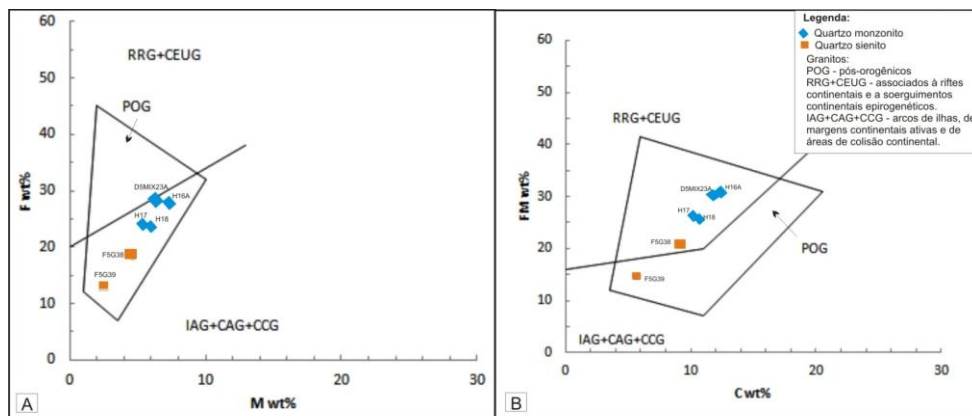 60
50
40
30
20
10
0
F wt%
RRG+CEUG
POG
D5MIX23A
H16A
H17
H18
F5G38
F5G39
IAG+CAG+CCG
0
10
20
30
M wt%
A
60
50
40
30
20
10
0
FM wt%
RRG+CEUG
D5MIX23A
H16A
H17
H18
F5G38
F5G39
POG
IAG+CAG+CCG
0
10
20
30
C wt%
B
Legenda:
Quartzo monzonito
Quartzo sienito
Granitos:
POG - pós-orogênicos
RRG+CEUG - associados à riftes
continentais e a soerguimentos
continentais epirogenéticos.
IAG+CAG+CCG - arcos de ilhas, de
margens continentais ativas e de
áreas de colisão continental.